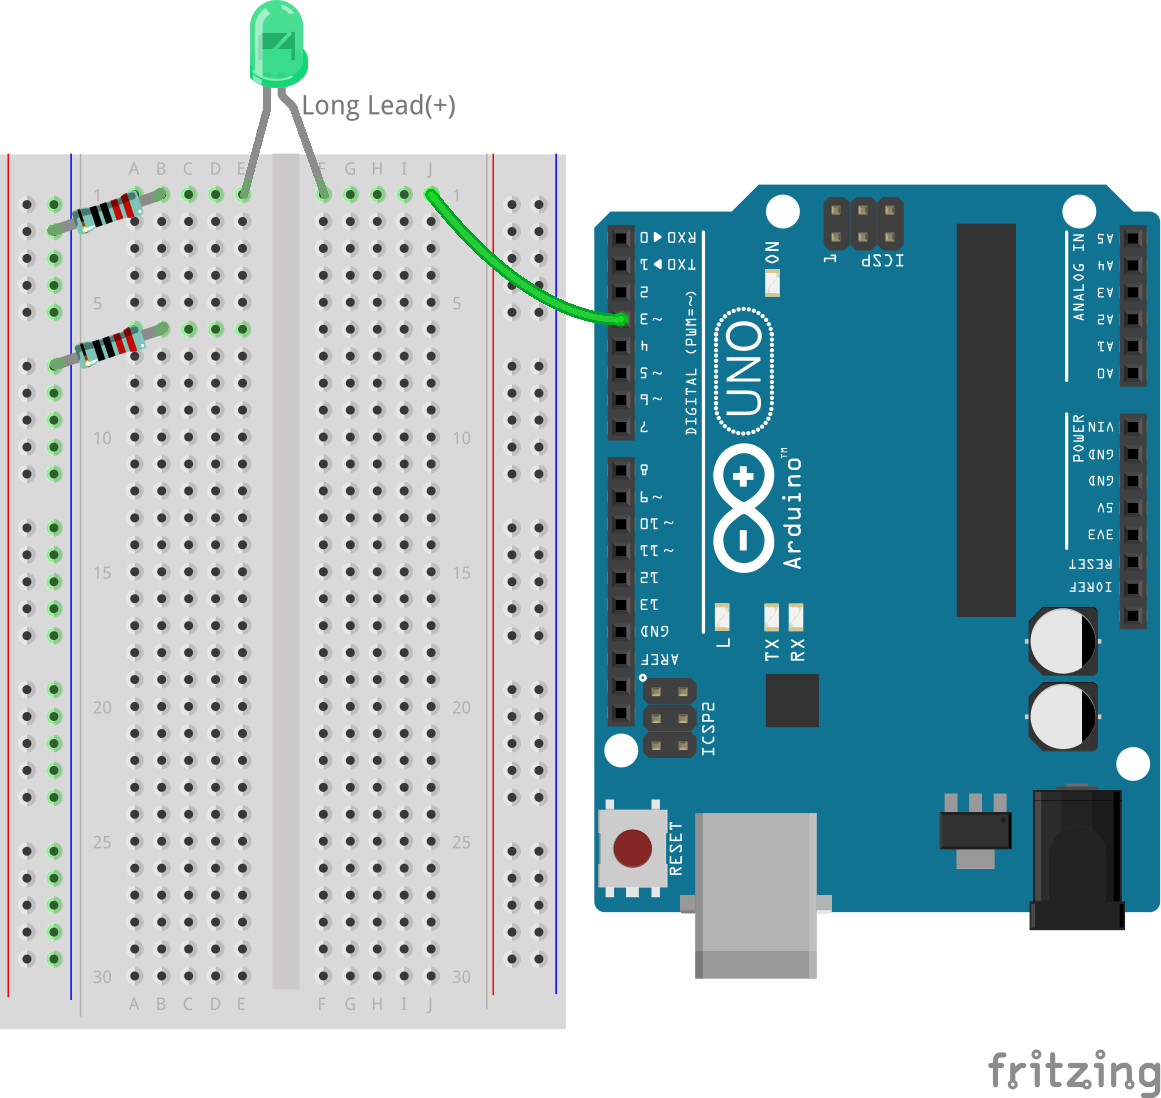 Long Lead(+)
A B C D E F G H I J
1 1
5 5
10 10
15 15
20 20
25 25
30 30
A B C D E F G H I J
0 ◀ RXD
1 ▶ TXD
2
3 ~
4
5 ~
6 ~
7
8
9 ~
10 ~
11 ~
12
13
GND
AREF
DIGITAL (PWM=~)
ON
1
ICSP
UNO
Arduino™
L
TX
RX
ICSP2
RESET
ANALOG IN
A5
A4
A3
A2
A1
A0
POWER
VIN
GND
GND
5V
3V3
RESET
IOREF
fritzing